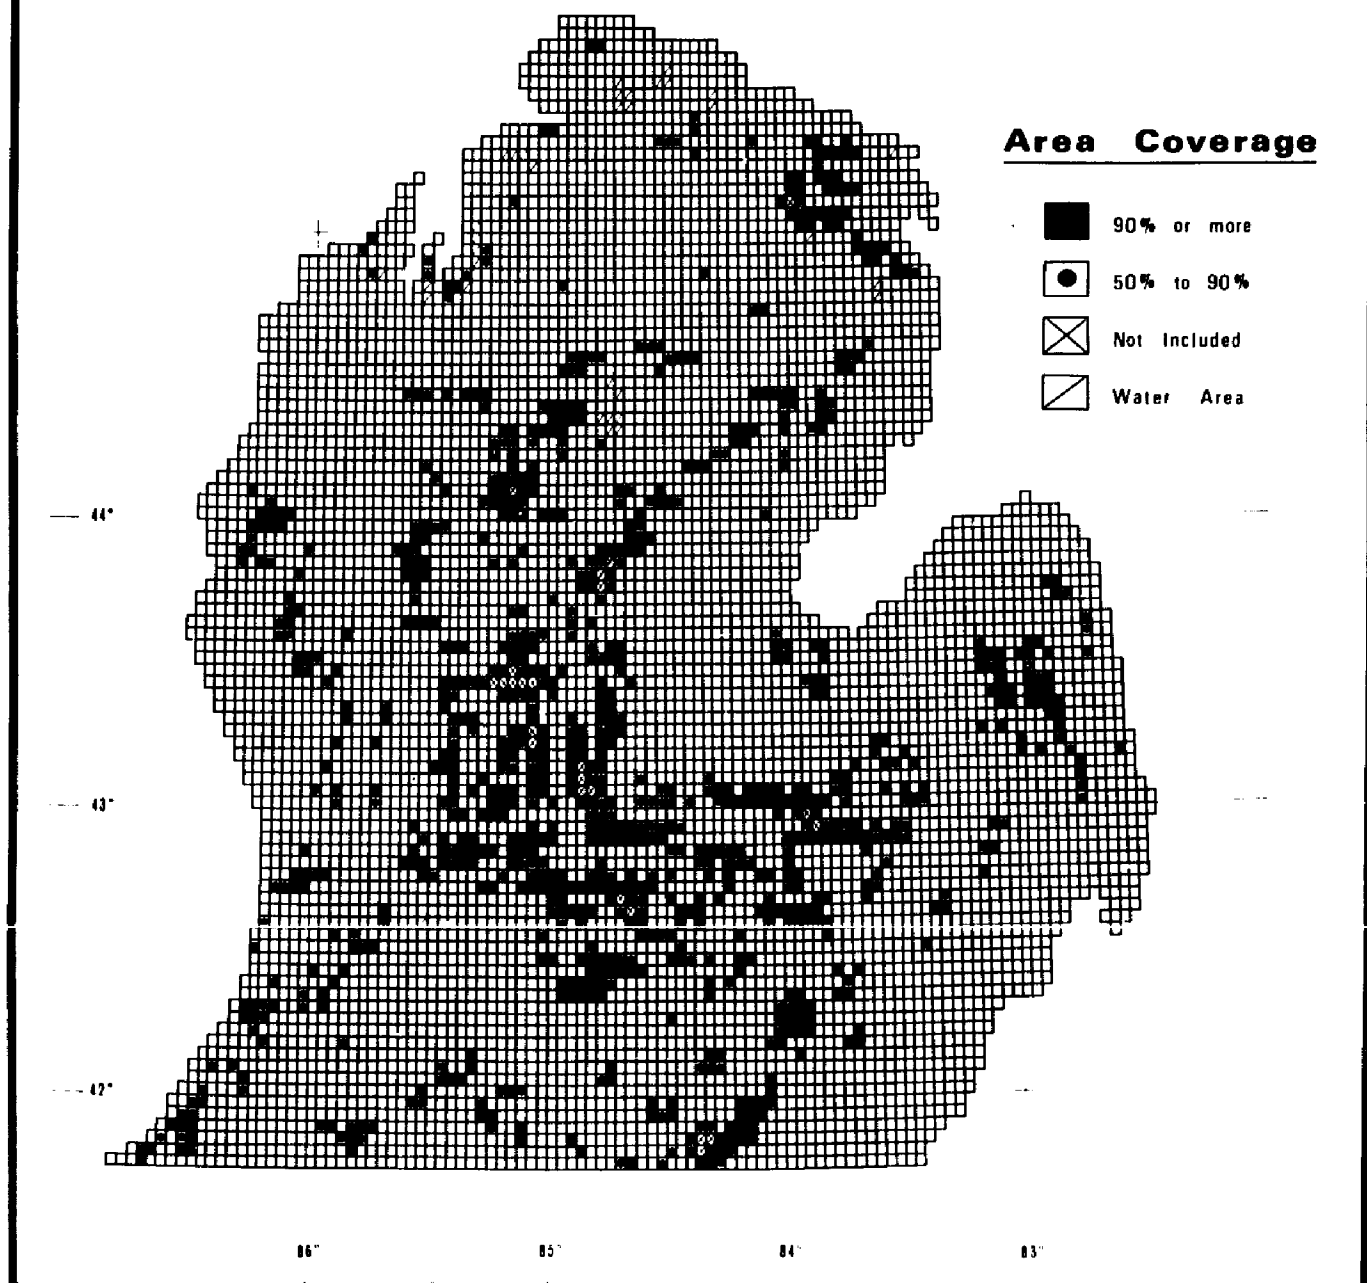 Area Coverage
90% or more
50% to 90%
Not Included
Water Area
44°
43°
42°
86° 85° 84° 83°